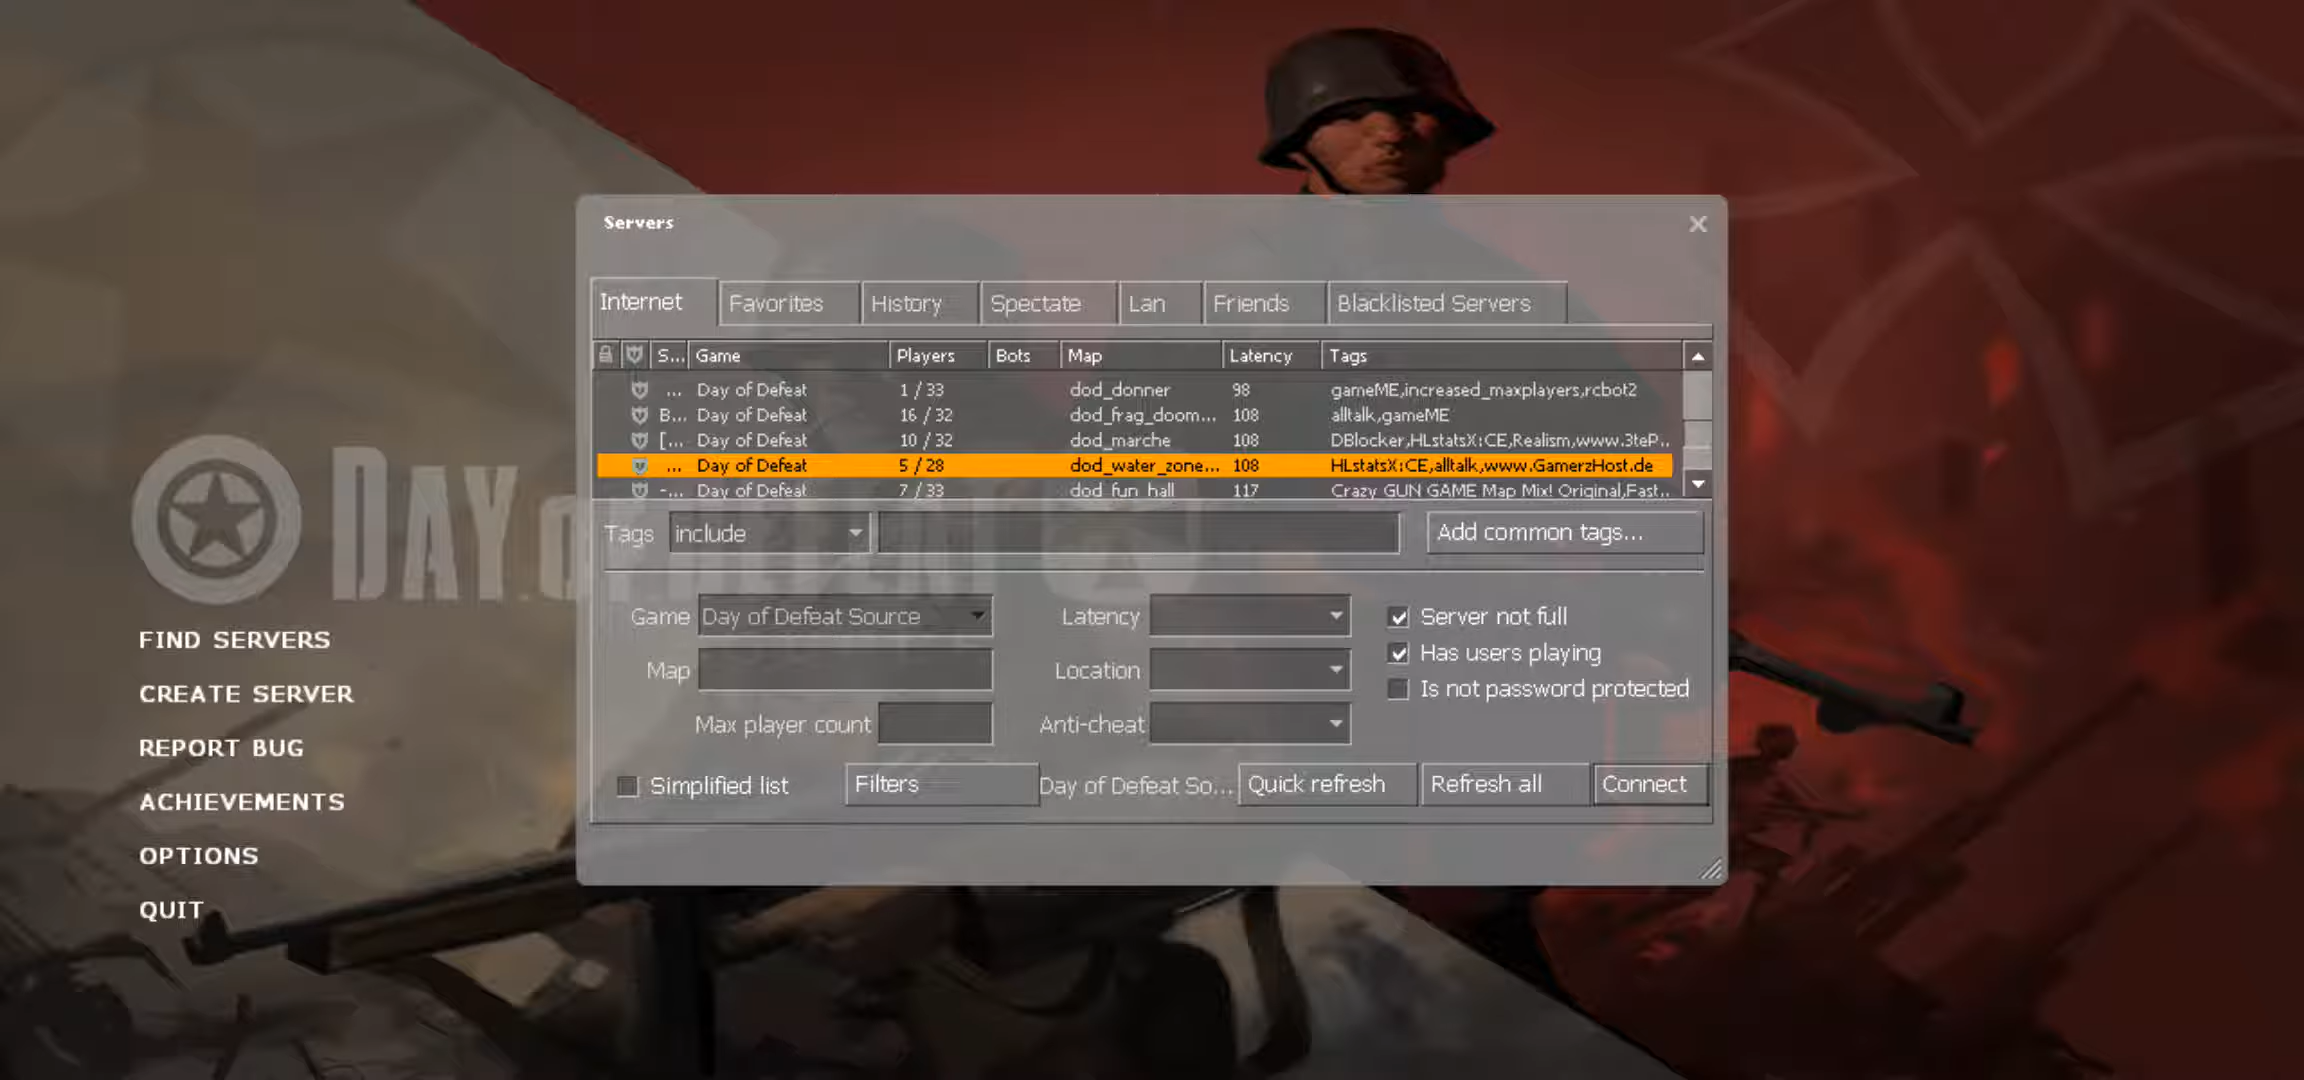 Servers
Internet Favorites History Spectate Lan Friends Blacklisted Servers
S... Game Players Bots Map Latency Tags
... Day of Defeat 1 / 33 dod_donner 98 gameME,increased_maxplayers,rcbot2
B... Day of Defeat 16 / 32 dod_frag_doom... 108 alltalk,gameME
[... Day of Defeat 10 / 32 dod_marche 108 DBlocker,HLstatsX:CE,Realism,www.3teP...
... Day of Defeat 5 / 28 dod_water_zone... 108 HLstatsX:CE,alltalk,www.GamerzHost.de
-... Day of Defeat 7 / 33 dod_fun_hall 117 Crazy GUN GAME Map Mix! Original,Fast...
Tags include Add common tags...
DAY OF DEFEAT
Game Day of Defeat Source Latency Server not full
Map Location Has users playing
Is not password protected
Max player count Anti-cheat
Simplified list Filters Day of Defeat So... Quick refresh Refresh all Connect
FIND SERVERS
CREATE SERVER
REPORT BUG
ACHIEVEMENTS
OPTIONS
QUIT